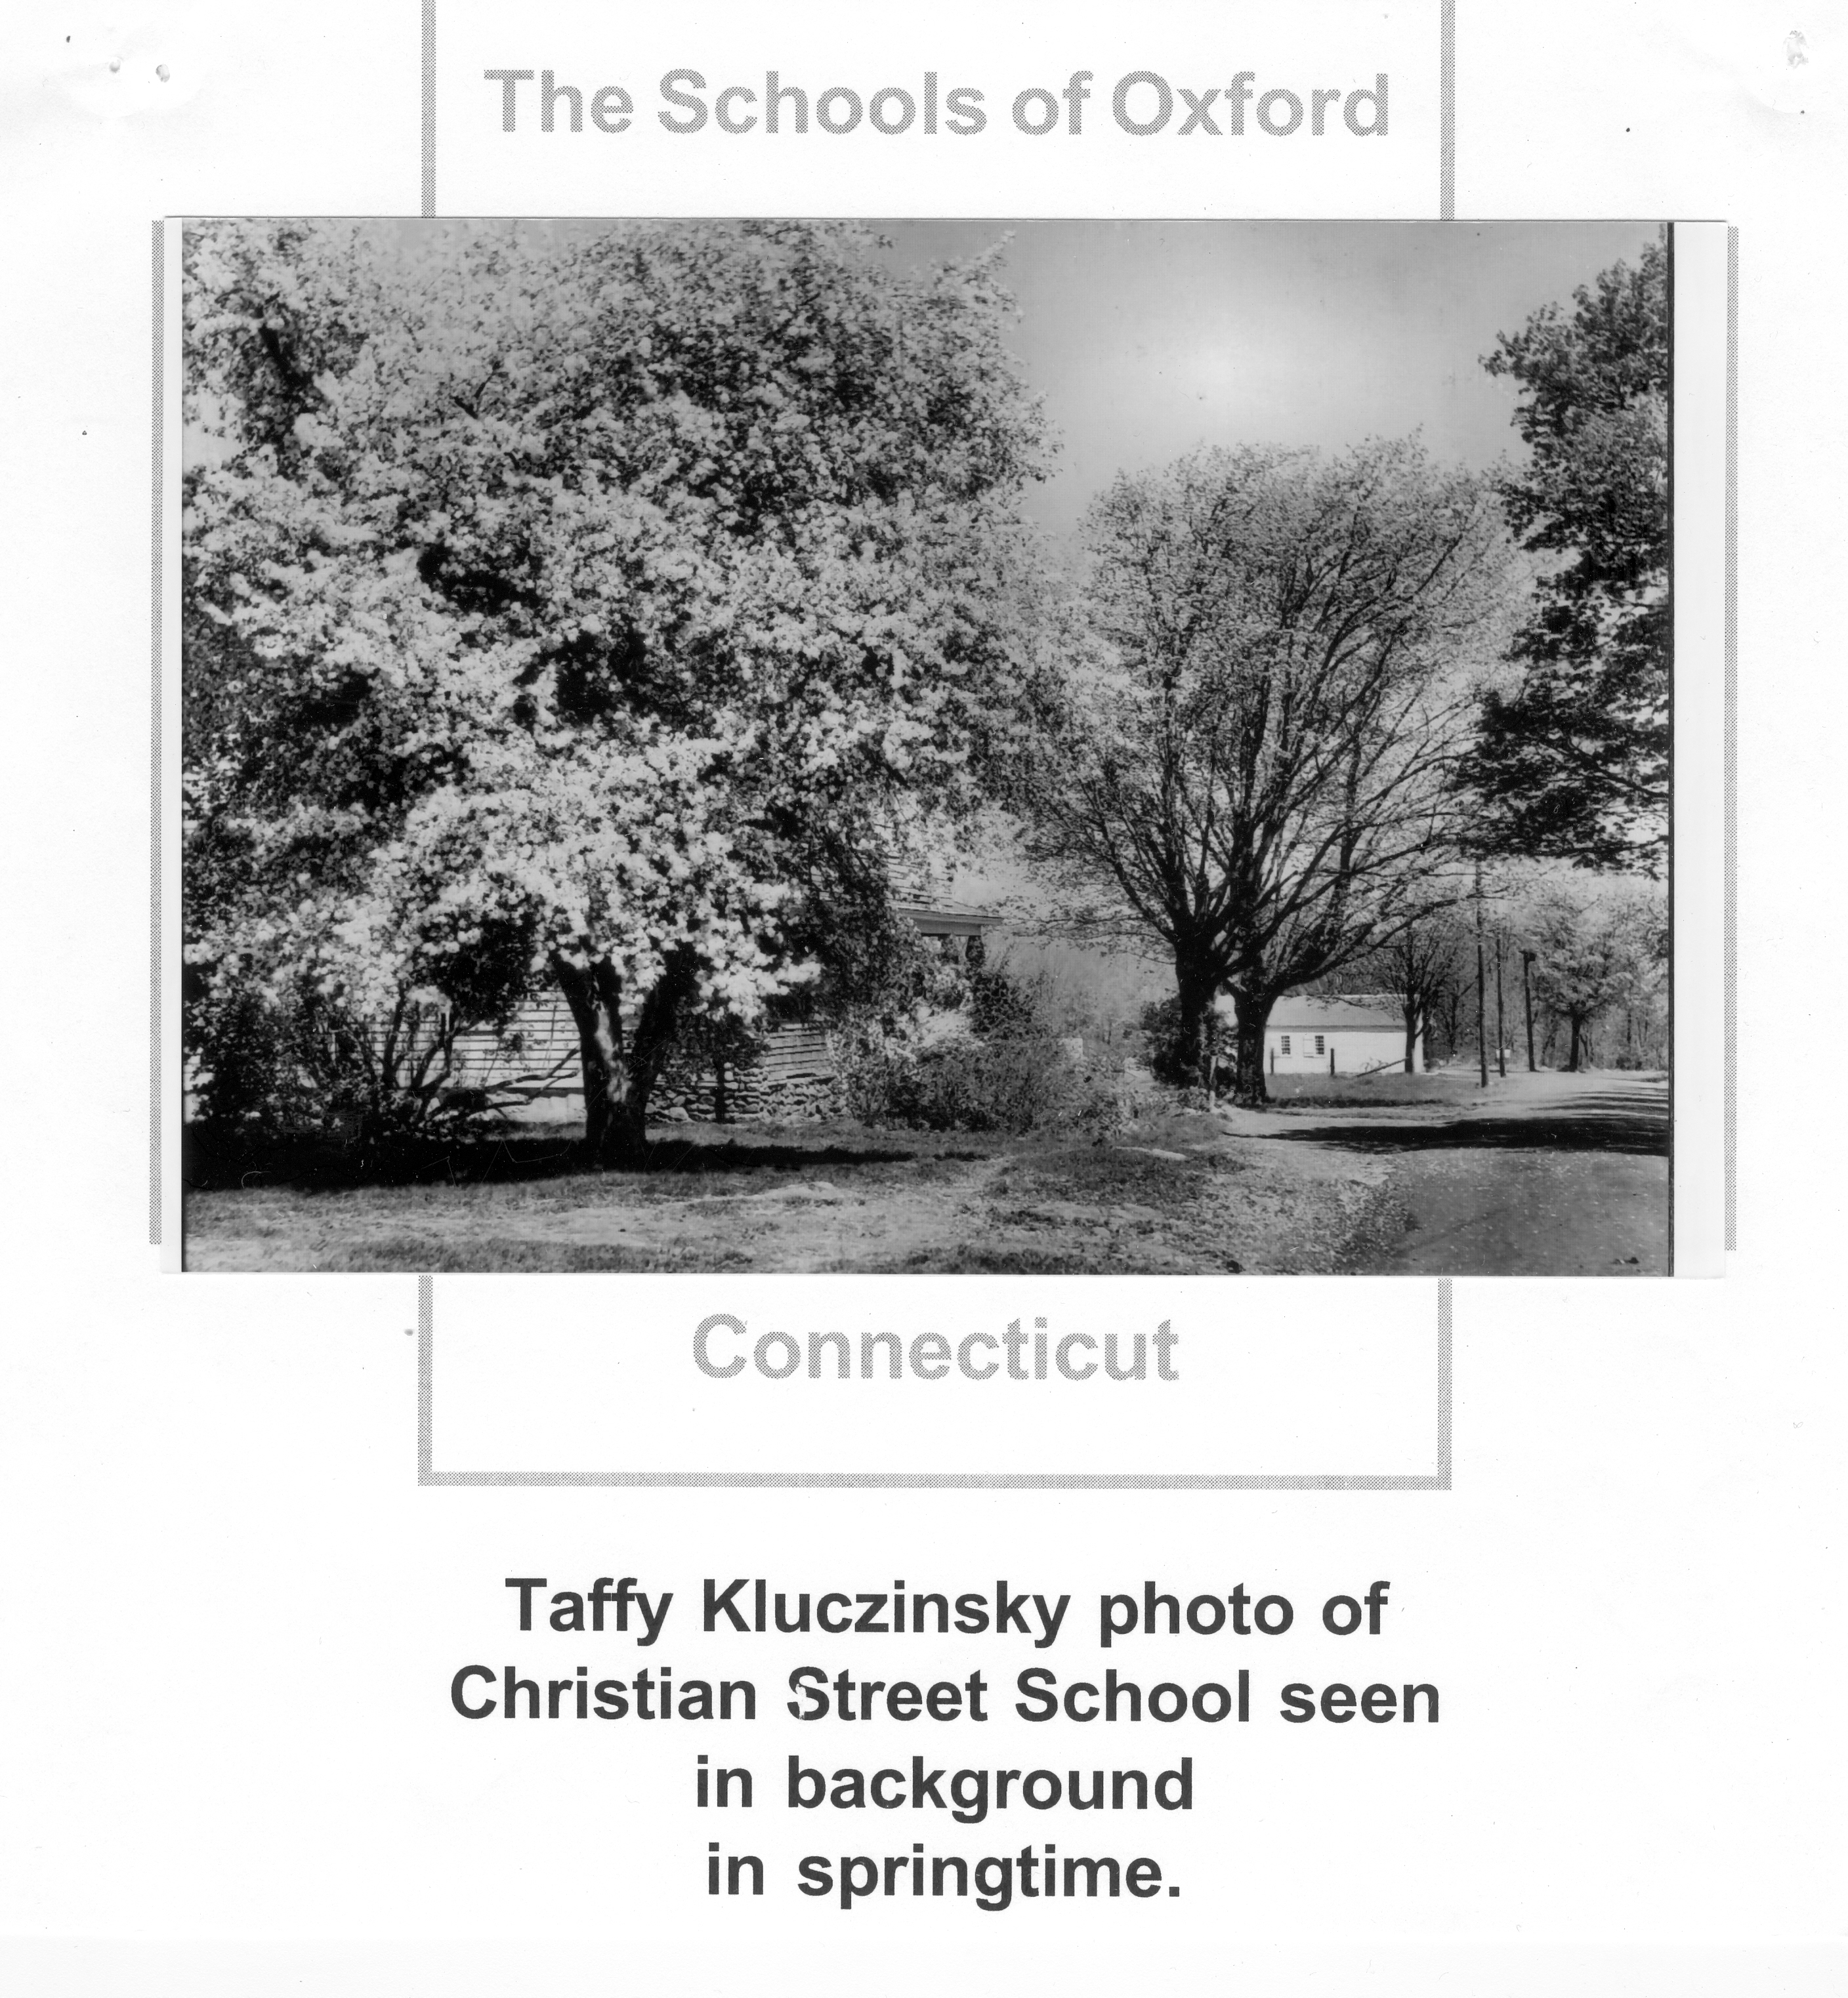 The Schools of Oxford
Connecticut
Taffy Kluczinsky photo of
Christian Street School seen
in background
in springtime.